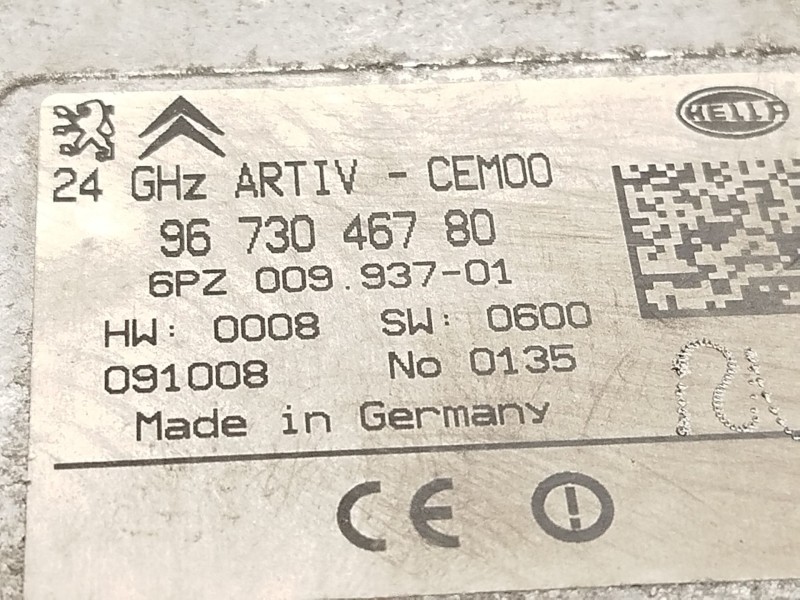 HELLA
24 GHz ARTIV - CEM00
96 730 467 80
6PZ 009.937-01
HW: 0008 SW: 0600
091008 No 0135
Made in Germany
CE